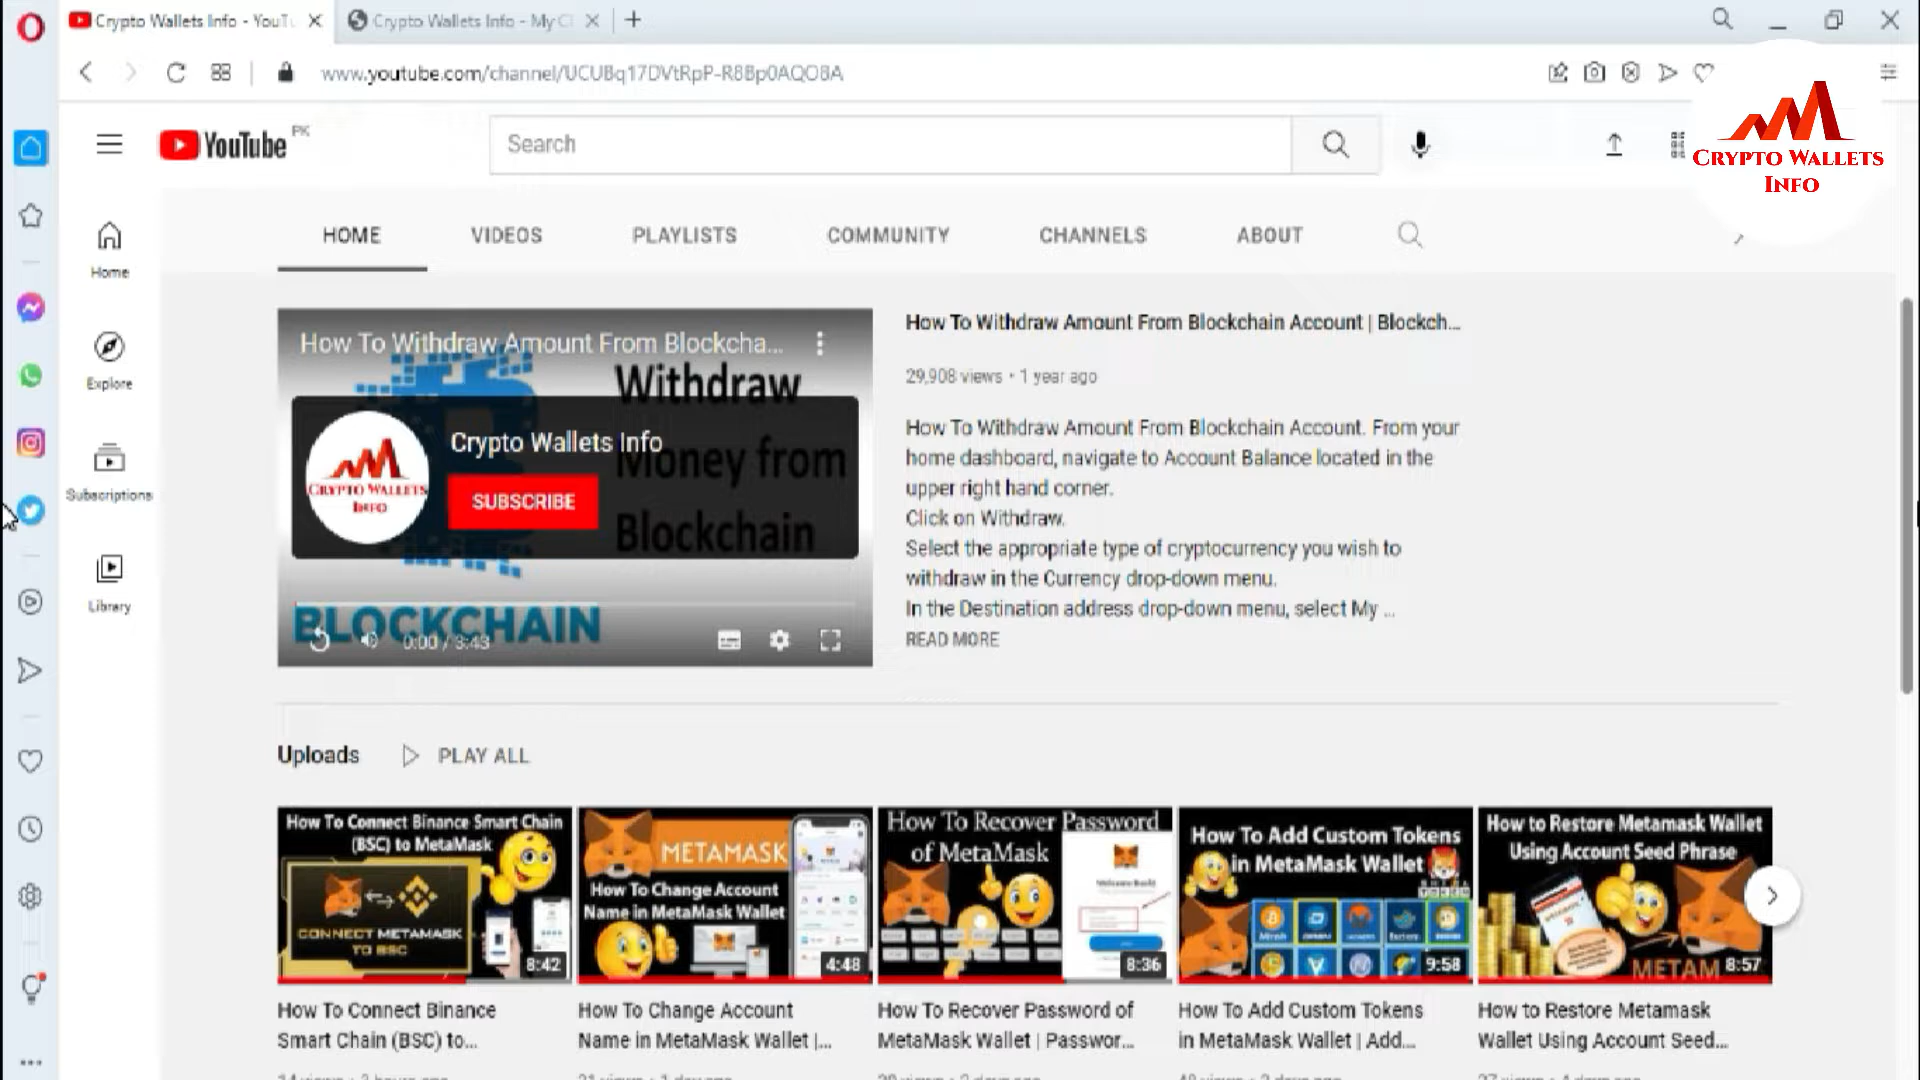 Crypto Wallets Info - YouTu
Crypto Wallets Info - My C
www.youtube.com/channel/UCUBq17DVtRpP-R8Bp0AQO8A
YouTube PK
Search
CRYPTO WALLETS
INFO
HOME VIDEOS PLAYLISTS COMMUNITY CHANNELS ABOUT
Home
Explore
Subscriptions
Library
How To Withdraw Amount From Blockcha...
Withdraw
Money from
Blockchain
Crypto Wallets Info
SUBSCRIBE
CRYPTO WALLETS
INFO
BLOCKCHAIN
0:00 / 3:43
How To Withdraw Amount From Blockchain Account | Blockch...
29,908 views • 1 year ago
How To Withdraw Amount From Blockchain Account. From your
home dashboard, navigate to Account Balance located in the
upper right hand corner.
Click on Withdraw.
Select the appropriate type of cryptocurrency you wish to
withdraw in the Currency drop-down menu.
In the Destination address drop-down menu, select My ...
READ MORE
Uploads PLAY ALL
How To Connect Binance Smart Chain
(BSC) to MetaMask
CONNECT METAMASK
TO BSC
8:42
METAMASK
How To Change Account
Name in MetaMask Wallet
4:48
How To Recover Password
of MetaMask
8:36
How To Add Custom Tokens
in MetaMask Wallet
9:58
How to Restore Metamask Wallet
Using Account Seed Phrase
METAM
8:57
How To Connect Binance
Smart Chain (BSC) to...
How To Change Account
Name in MetaMask Wallet |...
How To Recover Password of
MetaMask Wallet | Passwor...
How To Add Custom Tokens
in MetaMask Wallet | Add...
How to Restore Metamask
Wallet Using Account Seed...